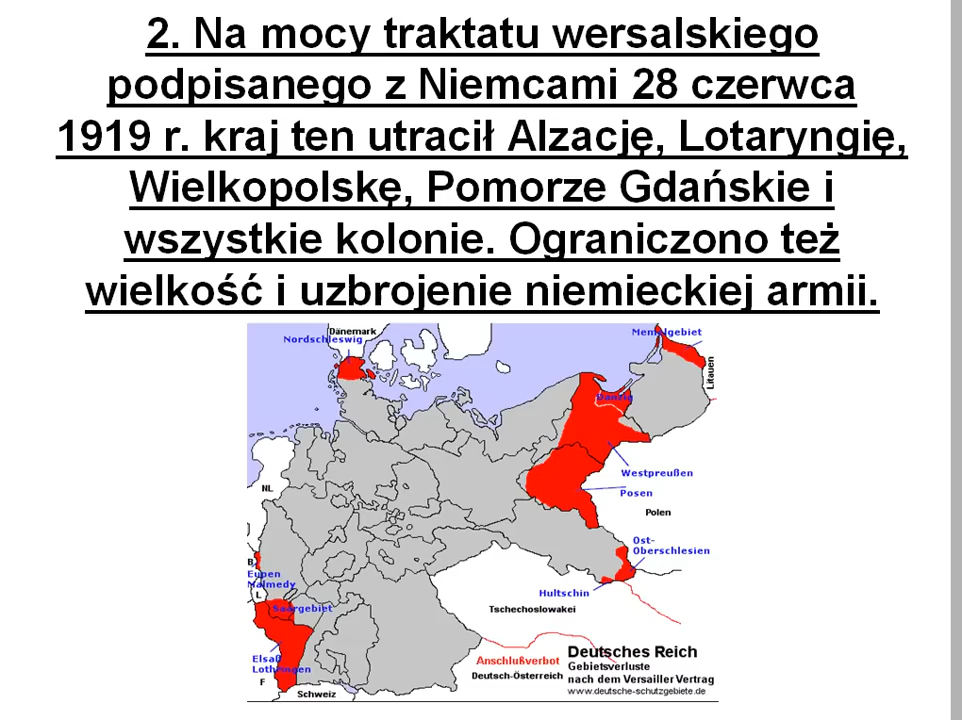 2. Na mocy traktatu wersalskiego
podpisanego z Niemcami 28 czerwca
1919 r. kraj ten utracił Alzację, Lotaryngię,
Wielkopolskę, Pomorze Gdańskie i
wszystkie kolonie. Ograniczono też
wielkość i uzbrojenie niemieckiej armii.
Dänemark
Nordschleswig
Memelgebiet
Litauen
Danzig
Westpreußen
NL
Posen
Polen
Ost-
Oberschlesien
B
Eupen
Malmedy
L
Hultschin
Saargebiet
Tschechoslowakei
Elsaß
Lothringen
F
Schweiz
Anschlußverbot
Deutsch-Österreich
Deutsches Reich
Gebietsverluste
nach dem Versailler Vertrag
www.deutsche-schutzgebiete.de